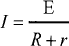 I = E / (R + r)